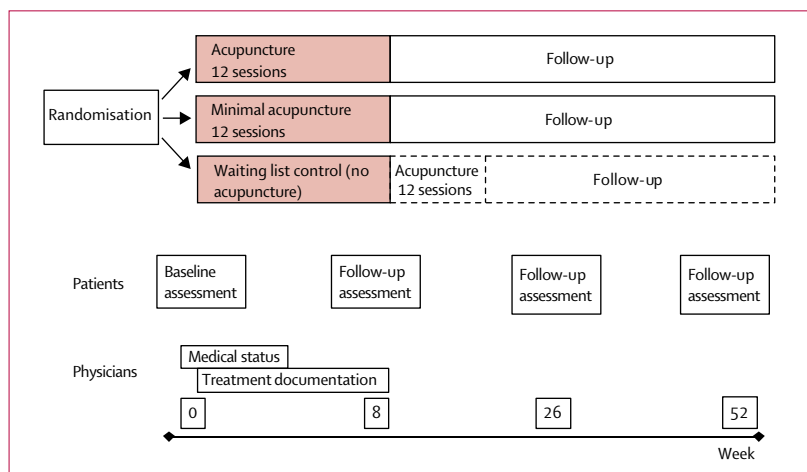 Randomisation
Acupuncture
12 sessions
Follow-up
Minimal acupuncture
12 sessions
Follow-up
Waiting list control (no
acupuncture)
Acupuncture
12 sessions
Follow-up
Patients
Baseline
assessment
Follow-up
assessment
Follow-up
assessment
Follow-up
assessment
Physicians
Medical status
Treatment documentation
0
8
26
52
Week